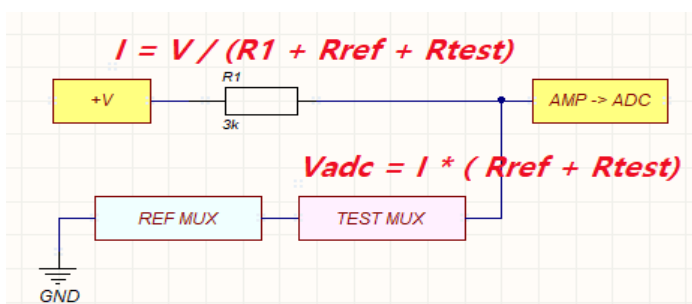 I = V / (R1 + Rref + Rtest)
R1
+V
AMP -> ADC
3k
Vadc = I * ( Rref + Rtest)
REF MUX
TEST MUX
GND